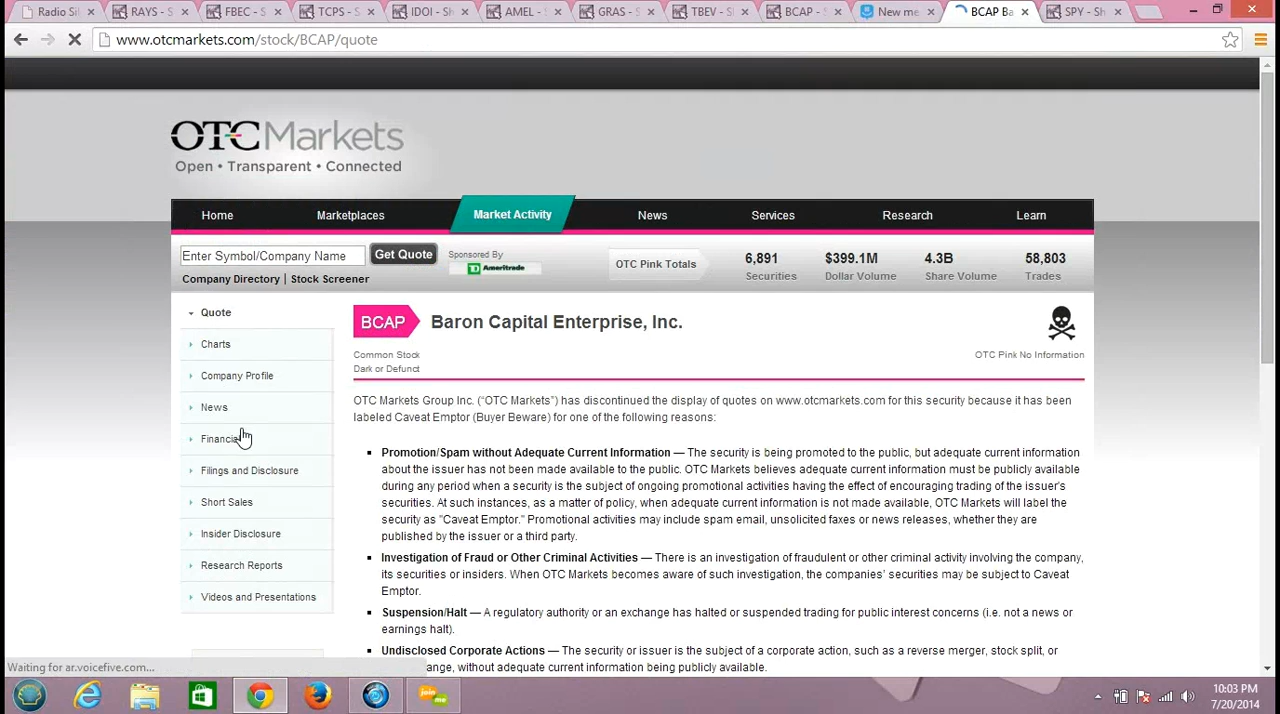 Radio Sit
RAYS - S
FBEC - S
TCPS - S
IDOI - Sh
AMEL - S
GRAS - S
TBEV - S
BCAP - S
New me
BCAP Ba
SPY - Sh
www.otcmarkets.com/stock/BCAP/quote
OTCMarkets
Open • Transparent • Connected
Home Marketplaces Market Activity News Services Research Learn
Enter Symbol/Company Name Get Quote Sponsored By
Ameritrade
Company Directory | Stock Screener
OTC Pink Totals
6,891 $399.1M 4.3B 58,803
Securities Dollar Volume Share Volume Trades
Quote
Charts
Company Profile
News
Financia
Filings and Disclosure
Short Sales
Insider Disclosure
Research Reports
Videos and Presentations
BCAP Baron Capital Enterprise, Inc.
Common Stock OTC Pink No Information
Dark or Defunct
OTC Markets Group Inc. (“OTC Markets”) has discontinued the display of quotes on www.otcmarkets.com for this security because it has been
labeled Caveat Emptor (Buyer Beware) for one of the following reasons:
Promotion/Spam without Adequate Current Information — The security is being promoted to the public, but adequate current information
about the issuer has not been made available to the public. OTC Markets believes adequate current information must be publicly available
during any period when a security is the subject of ongoing promotional activities having the effect of encouraging trading of the issuer's
securities. At such instances, as a matter of policy, when adequate current information is not made available, OTC Markets will label the
security as "Caveat Emptor." Promotional activities may include spam email, unsolicited faxes or news releases, whether they are
published by the issuer or a third party.
Investigation of Fraud or Other Criminal Activities — There is an investigation of fraudulent or other criminal activity involving the company,
its securities or insiders. When OTC Markets becomes aware of such investigation, the companies’ securities may be subject to Caveat
Emptor.
Suspension/Halt — A regulatory authority or an exchange has halted or suspended trading for public interest concerns (i.e. not a news or
earnings halt).
Undisclosed Corporate Actions — The security or issuer is the subject of a corporate action, such as a reverse merger, stock split, or
ange, without adequate current information being publicly available.
Waiting for ar.voicefive.com...
join
me
10:03 PM
7/20/2014